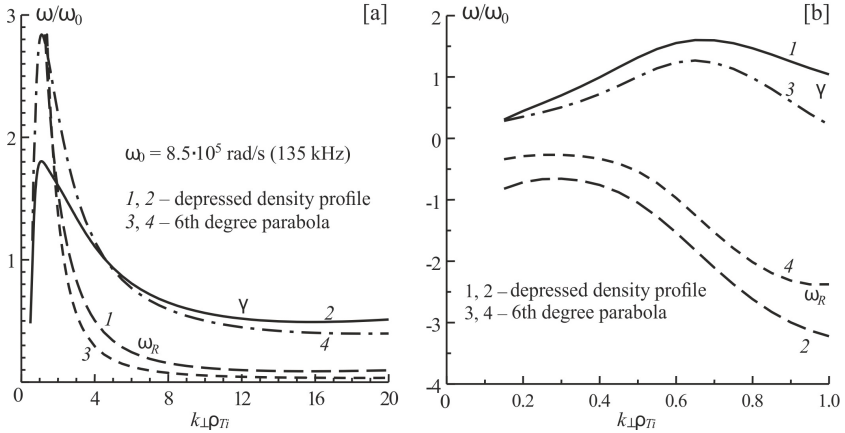 ω/ω0 [a]
3
2
1
0
ω₀ = 8.5·10⁵ rad/s (135 kHz)
1, 2 – depressed density profile
3, 4 – 6th degree parabola
γ 2
4
1
3 ωR
4 8 12 16 20
k⊥ρTi
ω/ω0 [b]
2
1
0
-1
-2
-3
-4
1
3 γ
4
ωR
2
1, 2 – depressed density profile
3, 4 – 6th degree parabola
0 0.2 0.4 0.6 0.8 1.0
k⊥ρTi